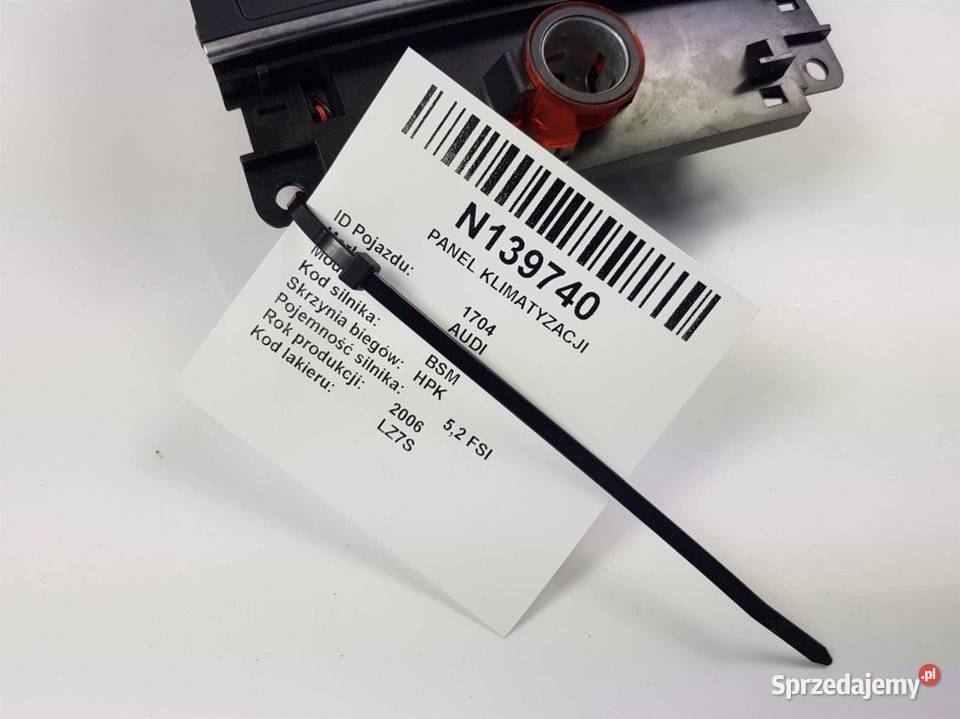 N139740
PANEL KLIMATYZACJI
ID Pojazdu: 1704
AUDI
Kod silnika: BSM
Skrzynia biegów: HPK
Pojemność silnika: 5,2 FSI
Rok produkcji: 2006
Kod lakieru: LZ7S
Sprzedajemy.pl